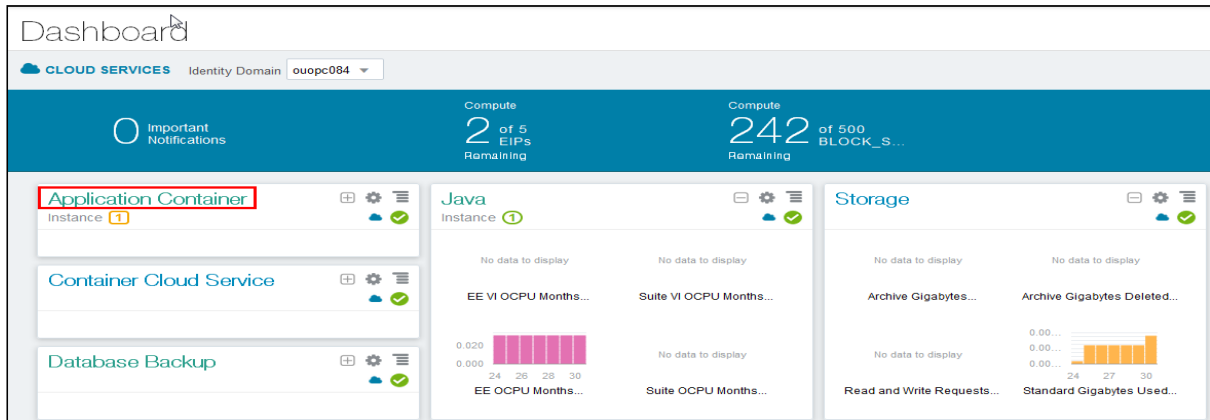 Dashboard
CLOUD SERVICES Identity Domain ouopc084
0 Important Notifications
Compute
2 of 5 EIPs
Remaining
Compute
242 of 500 BLOCK_S...
Remaining
Application Container
Instance 1
Container Cloud Service
Database Backup
Java
Instance 1
No data to display
No data to display
EE VI OCPU Months...
Suite VI OCPU Months...
0.020
0.000
24 26 28 30
No data to display
EE OCPU Months...
Suite OCPU Months...
Storage
No data to display
No data to display
Archive Gigabytes...
Archive Gigabytes Deleted...
No data to display
0.00...
0.00...
24 27 30
Read and Write Requests...
Standard Gigabytes Used...